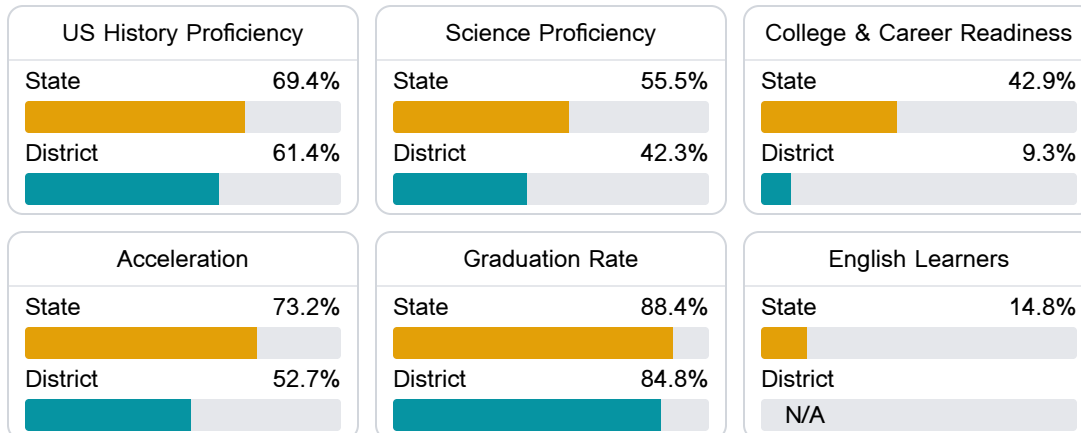 US History Proficiency
State 69.4%
District 61.4%
Science Proficiency
State 55.5%
District 42.3%
College & Career Readiness
State 42.9%
District 9.3%
Acceleration
State 73.2%
District 52.7%
Graduation Rate
State 88.4%
District 84.8%
English Learners
State 14.8%
District
N/A